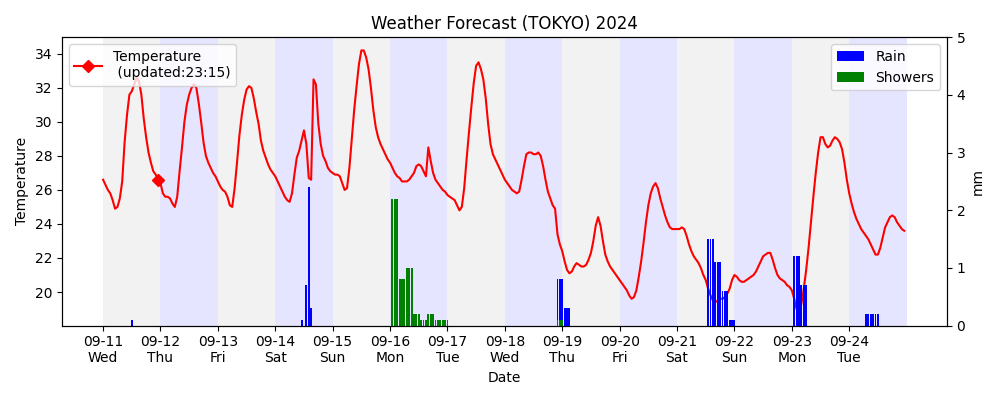 Weather Forecast (TOKYO) 2024
Temperature
(updated:23:15)
Rain
Showers
Temperature
34
32
30
28
26
24
22
20
5
4
3
2
1
0
mm
09-11 09-12 09-13 09-14 09-15 09-16 09-17 09-18 09-19 09-20 09-21 09-22 09-23 09-24
Wed Thu Fri Sat Sun Mon Tue Wed Thu Fri Sat Sun Mon Tue
Date